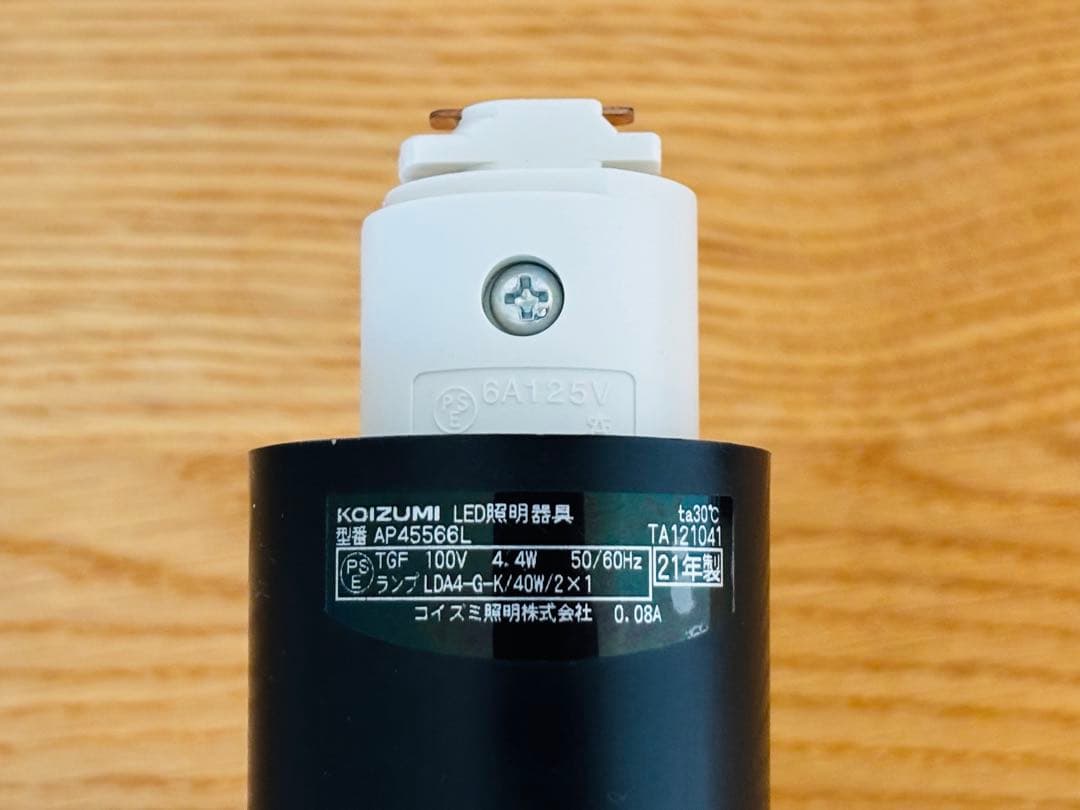 PSE 6A125V
KOIZUMI LED照明器具 ta30℃
型番 AP45566L TA121041
PSE TGF 100V 4.4W 50/60Hz 21年製
ランプ LDA4-G-K/40W/2×1
コイズミ照明株式会社 0.08A